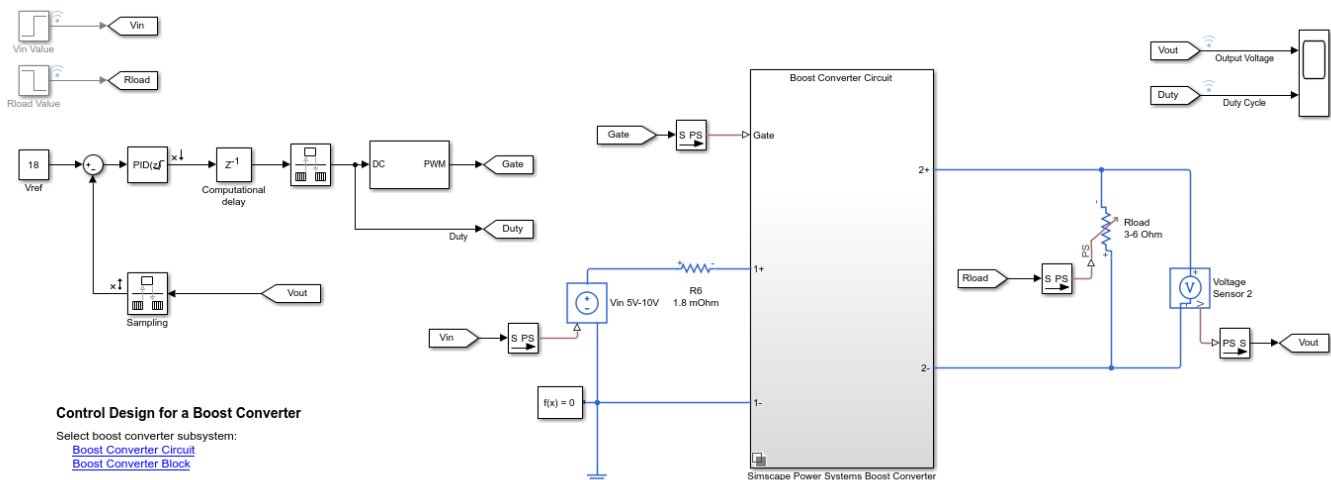 Vin
Vin Value
Rload
Rload Value
18
Vref
+
-
PID(z)
x
Z-1
Computational
delay
DC
PWM
Gate
Duty
Duty
x
Sampling
Vout
Control Design for a Boost Converter
Select boost converter subsystem:
Boost Converter Circuit
Boost Converter Block
Vin
S PS
f(x) = 0
+
-
Vin 5V-10V
+
-
R6
1.8 mOhm
Gate
S PS
Boost Converter Circuit
Gate
1+
1-
2+
2-
Simscape Power Systems Boost Converter
Rload
S PS
PS
-
+
Rload
3-6 Ohm
V
+
-
V
Voltage
Sensor 2
PS S
Vout
Vout
Output Voltage
Duty
Duty Cycle